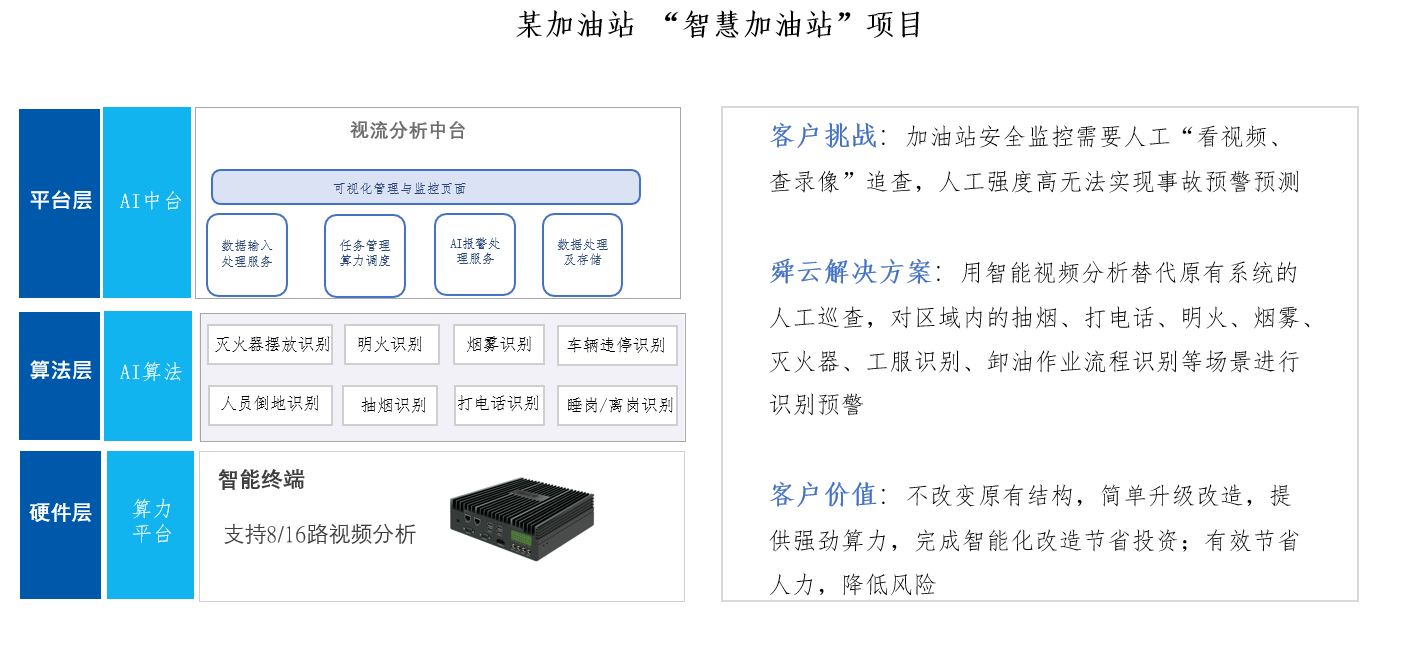 某加油站 “智慧加油站”项目
平台层
AI中台
视流分析中台
可视化管理与监控页面
数据输入
处理服务
任务管理
算力调度
AI报警处
理服务
数据处理
及存储
算法层
AI算法
灭火器摆放识别
明火识别
烟雾识别
车辆违停识别
人员倒地识别
抽烟识别
打电话识别
睡岗/离岗识别
硬件层
算力
平台
智能终端
支持8/16路视频分析
客户挑战：加油站安全监控需要人工“看视频、
查录像”追查，人工强度高无法实现事故预警预测
舜云解决方案：用智能视频分析替代原有系统的
人工巡查，对区域内的抽烟、打电话、明火、烟雾、
灭火器、工服识别、卸油作业流程识别等场景进行
识别预警
客户价值：不改变原有结构，简单升级改造，提
供强劲算力，完成智能化改造节省投资；有效节省
人力，降低风险